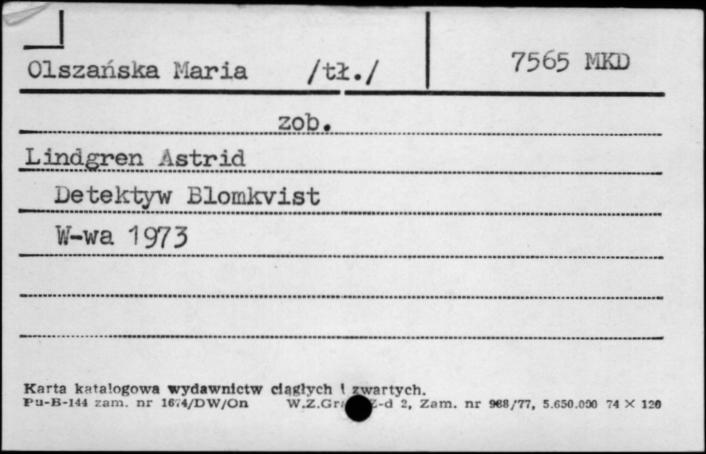 Olszańska Maria /tł./ 7565 MKD
zob.
Lindgren Astrid
Detektyw Blomkvist
W-wa 1973
Karta katalogowa wydawnictw ciągłych i zwartych.
Pu-B-144 zam. nr 1674/DW/On W.Z.Gr Z-d 2, Zam. nr 988/77, 5.650.000 74 × 120